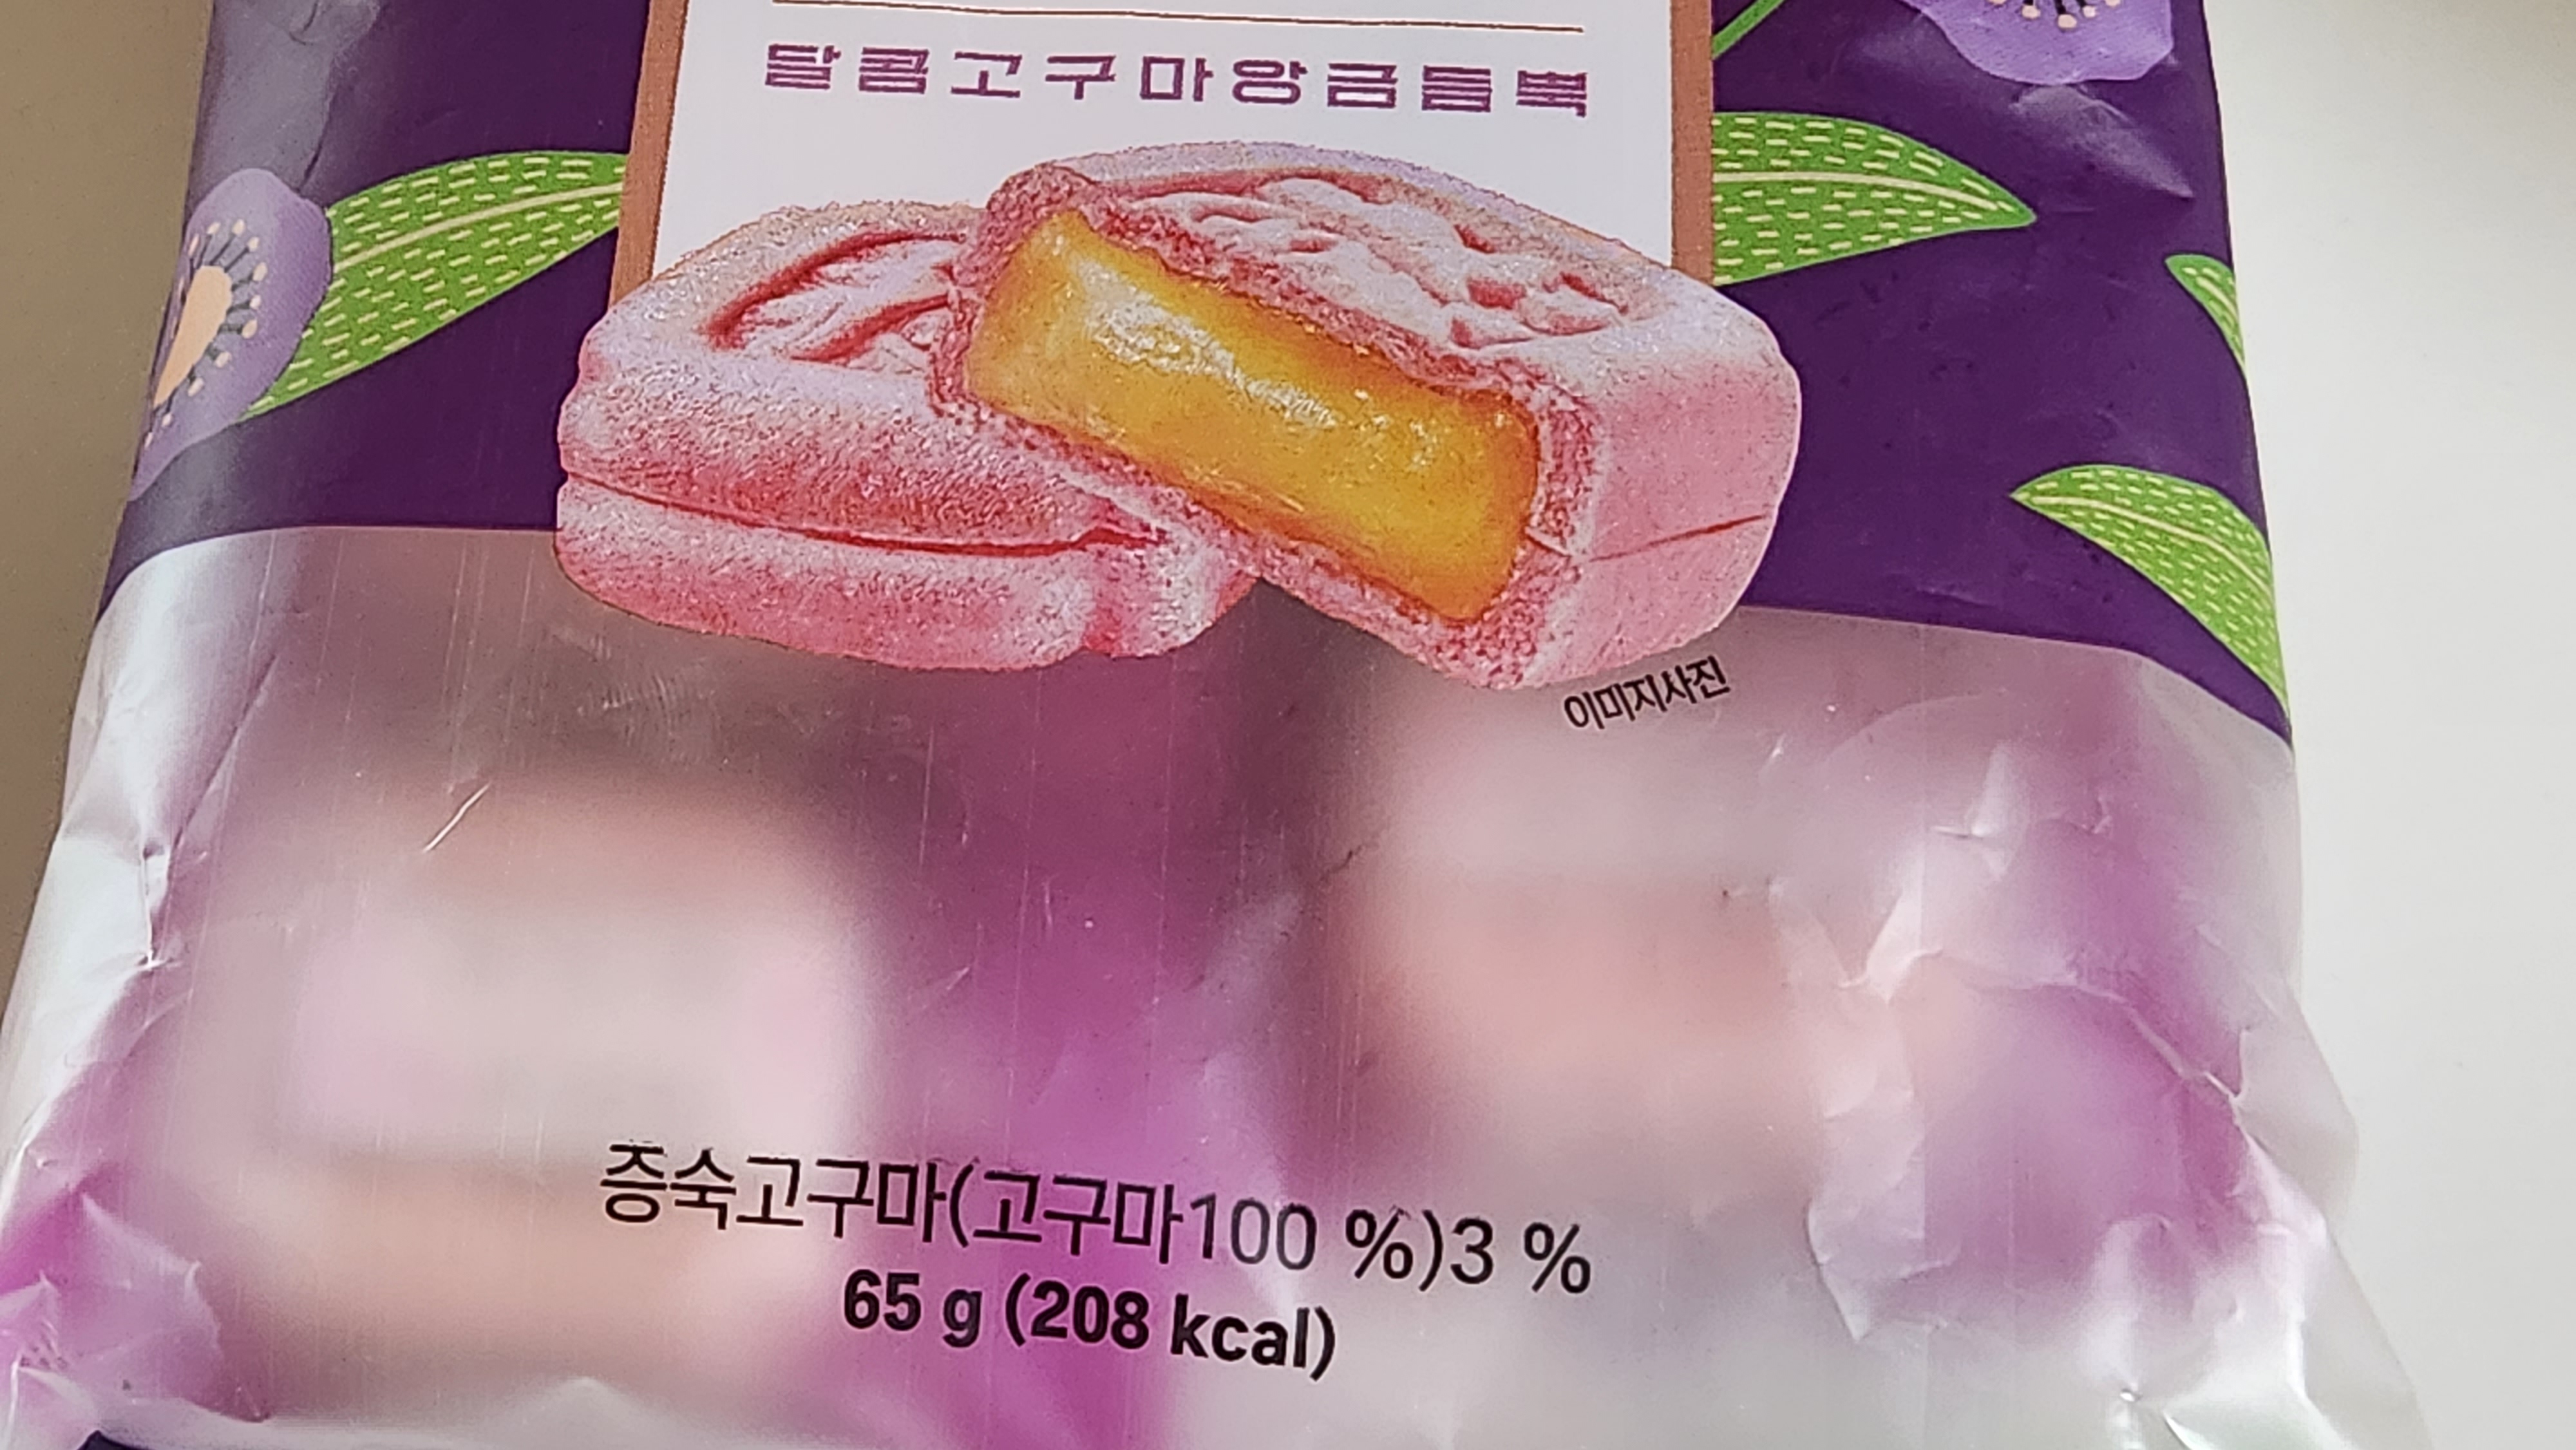 달콤고구마앙금듬뿍
이미지사진
증숙고구마(고구마100 %)3 %
65 g (208 kcal)